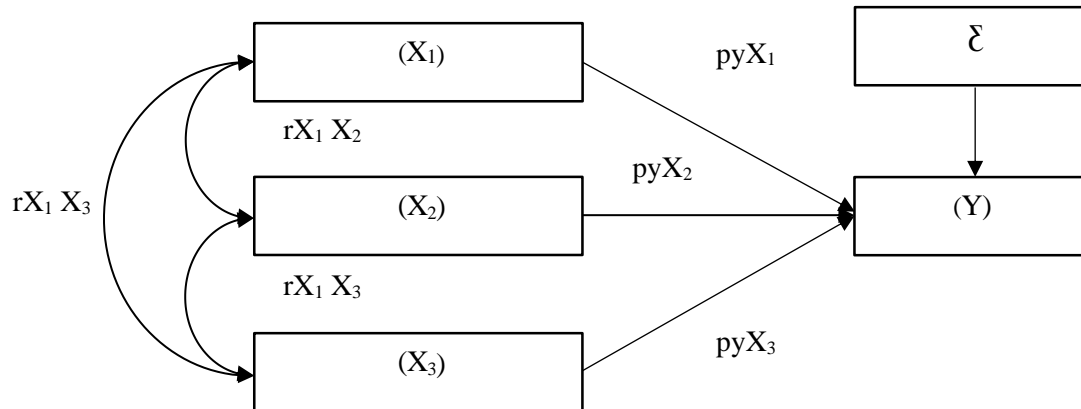 (X₁)
pyX₁
Ɛ
rX₁ X₂
pyX₂
rX₁ X₃
(X₂)
(Y)
rX₁ X₃
pyX₃
(X₃)